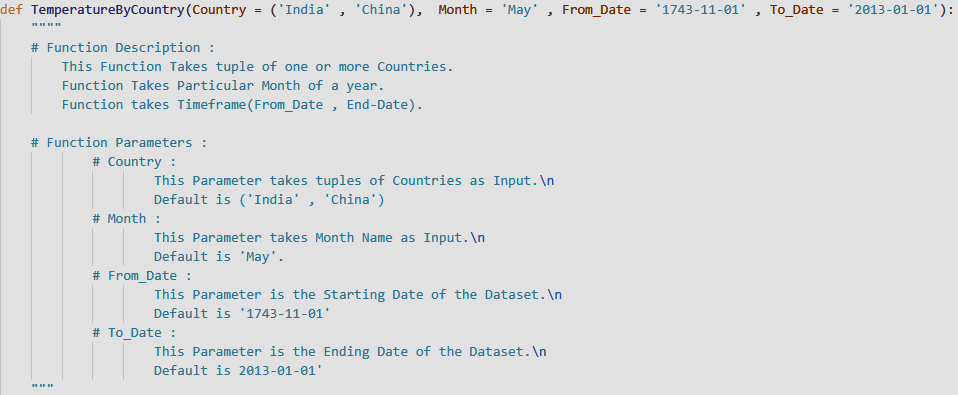 def TemperatureByCountry(Country = ('India' , 'China'),  Month = 'May' , From_Date = '1743-11-01' , To_Date = '2013-01-01'):
    """"
    # Function Description :
        This Function Takes tuple of one or more Countries.
        Function Takes Particular Month of a year.
        Function takes Timeframe(From_Date , End-Date).
    # Function Parameters :
            # Country :
                    This Parameter takes tuples of Countries as Input.\n
                    Default is ('India' , 'China')
            # Month :
                    This Parameter takes Month Name as Input.\n
                    Default is 'May'.
            # From_Date :
                    This Parameter is the Starting Date of the Dataset.\n
                    Default is '1743-11-01'
            # To_Date :
                    This Parameter is the Ending Date of the Dataset.\n
                    Default is 2013-01-01'
    """